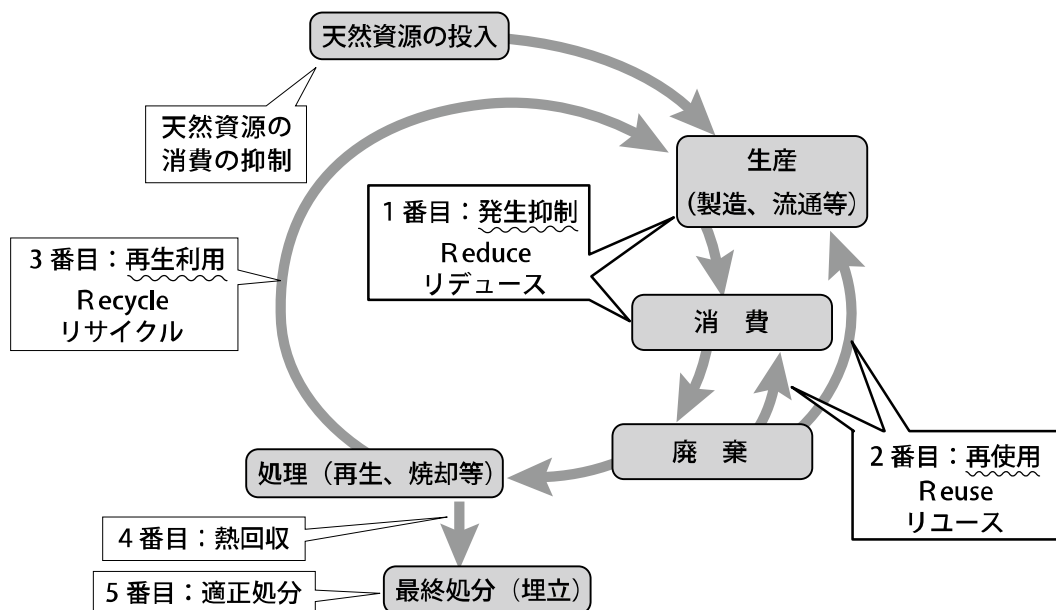 天然資源の投入
天然資源の
消費の抑制
生産
(製造、流通等)
1番目：発生抑制
Reduce
リデュース
3番目：再生利用
Recycle
リサイクル
消　費
廃　棄
2番目：再使用
Reuse
リユース
処理（再生、焼却等）
4番目：熱回収
5番目：適正処分
最終処分（埋立）